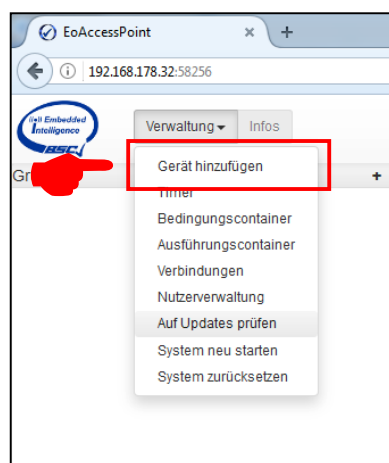 EoAccessPoint
192.168.178.32:58256
Well Embedded
Intelligence
BSC
Verwaltung Infos
Gr
+
Gerät hinzufügen
Timer
Bedingungscontainer
Ausführungscontainer
Verbindungen
Nutzerverwaltung
Auf Updates prüfen
System neu starten
System zurücksetzen